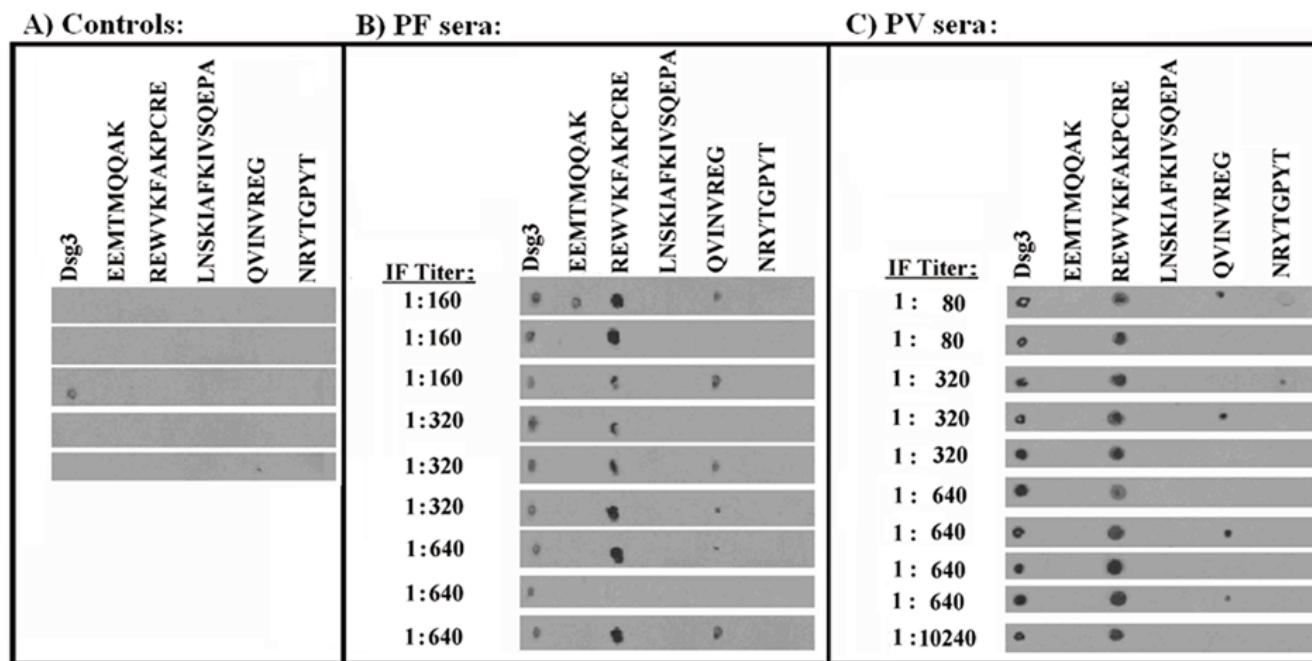 A) Controls:
Dsg3
EEMTMQQAK
REWVKFAKPCRE
LNSKIAFKIVSQEPA
QVINVREG
NRYTGPYT
B) PF sera:
Dsg3
EEMTMQQAK
REWVKFAKPCRE
LNSKIAFKIVSQEPA
QVINVREG
NRYTGPYT
IF Titer:
1:160
1:160
1:160
1:320
1:320
1:320
1:640
1:640
1:640
C) PV sera:
Dsg3
EEMTMQQAK
REWVKFAKPCRE
LNSKIAFKIVSQEPA
QVINVREG
NRYTGPYT
IF Titer:
1: 80
1: 80
1: 320
1: 320
1: 320
1: 640
1: 640
1: 640
1: 640
1:10240